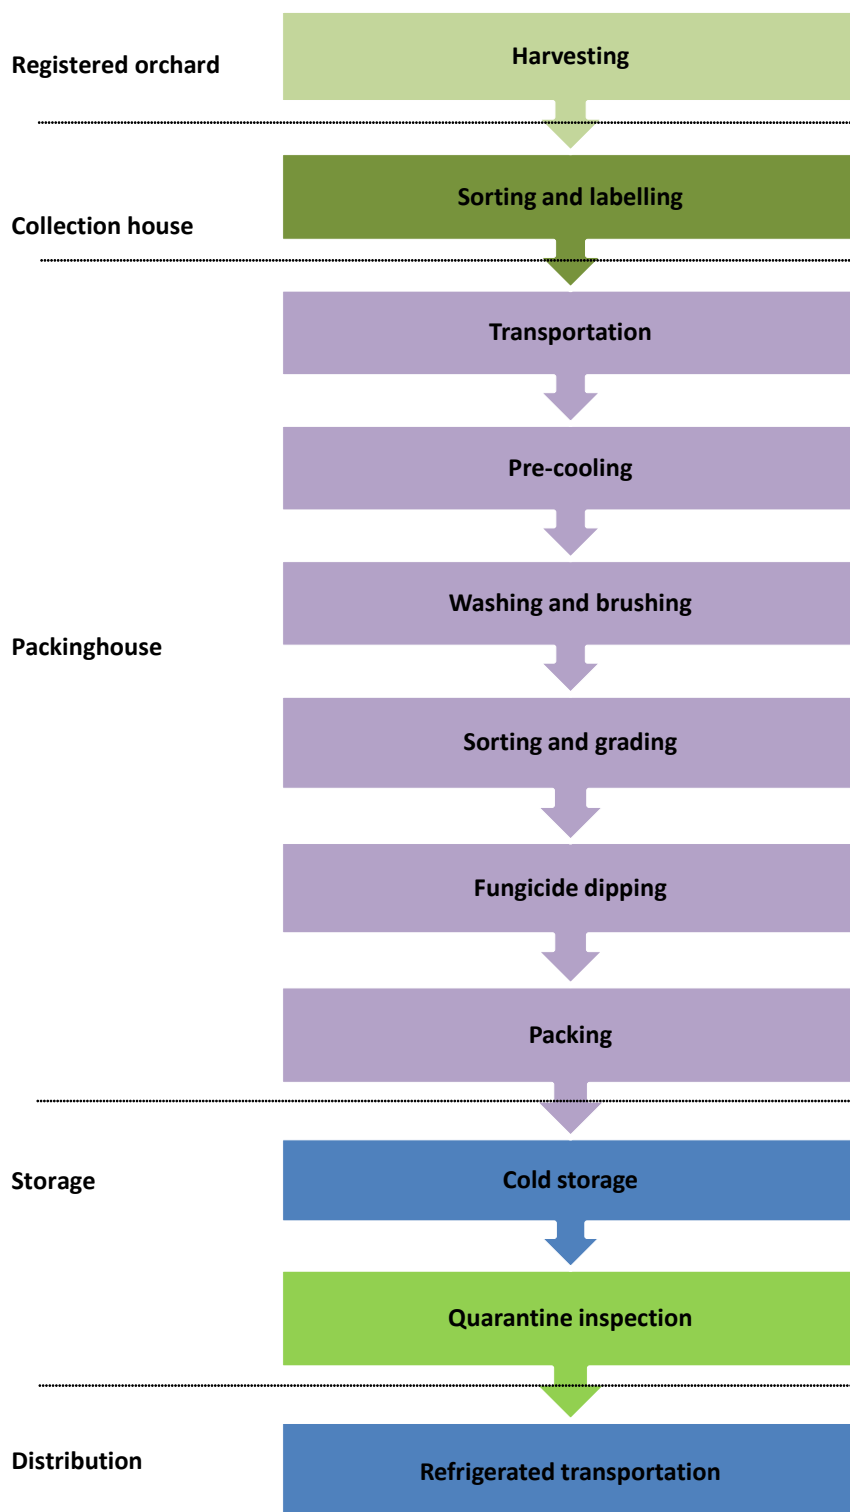 Registered orchard
Harvesting
Collection house
Sorting and labelling
Transportation
Pre-cooling
Washing and brushing
Packinghouse
Sorting and grading
Fungicide dipping
Packing
Storage
Cold storage
Quarantine inspection
Distribution
Refrigerated transportation